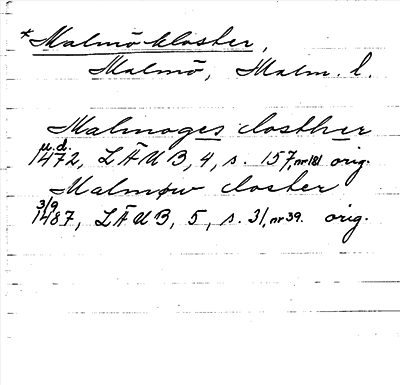 *Malmö kloster,
Malmö, Malm. l.
Malmoges closther
u.d. 1472, LÄUB, 4, s. 157, nr 181 orig.
Malmøw closter
3/9 1487, LÄUB, 5, s. 31, nr 39. orig.